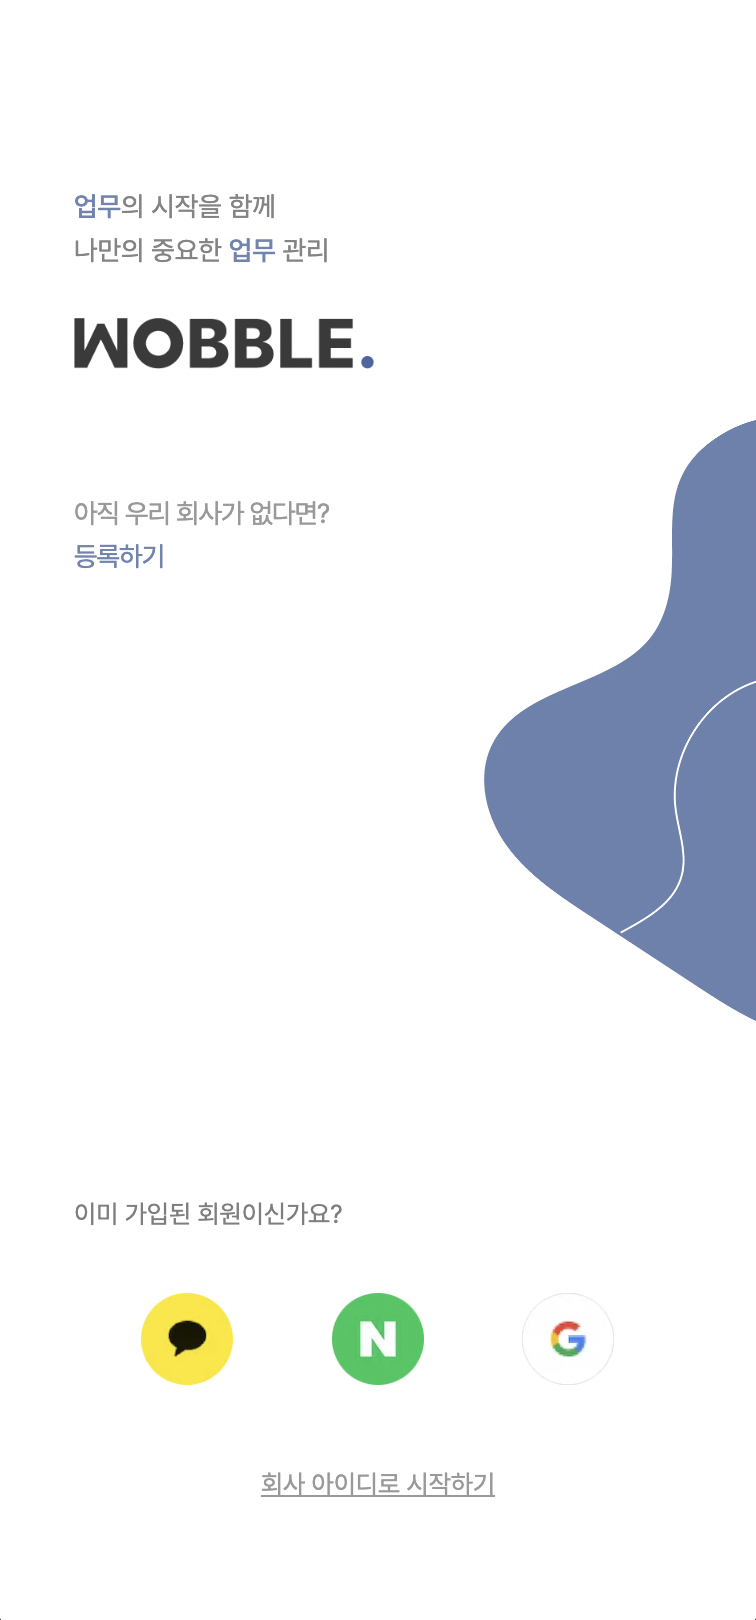 업무의 시작을 함께
나만의 중요한 업무 관리
WOBBLE.
아직 우리 회사가 없다면?
등록하기
이미 가입된 회원이신가요?
N
G
회사 아이디로 시작하기